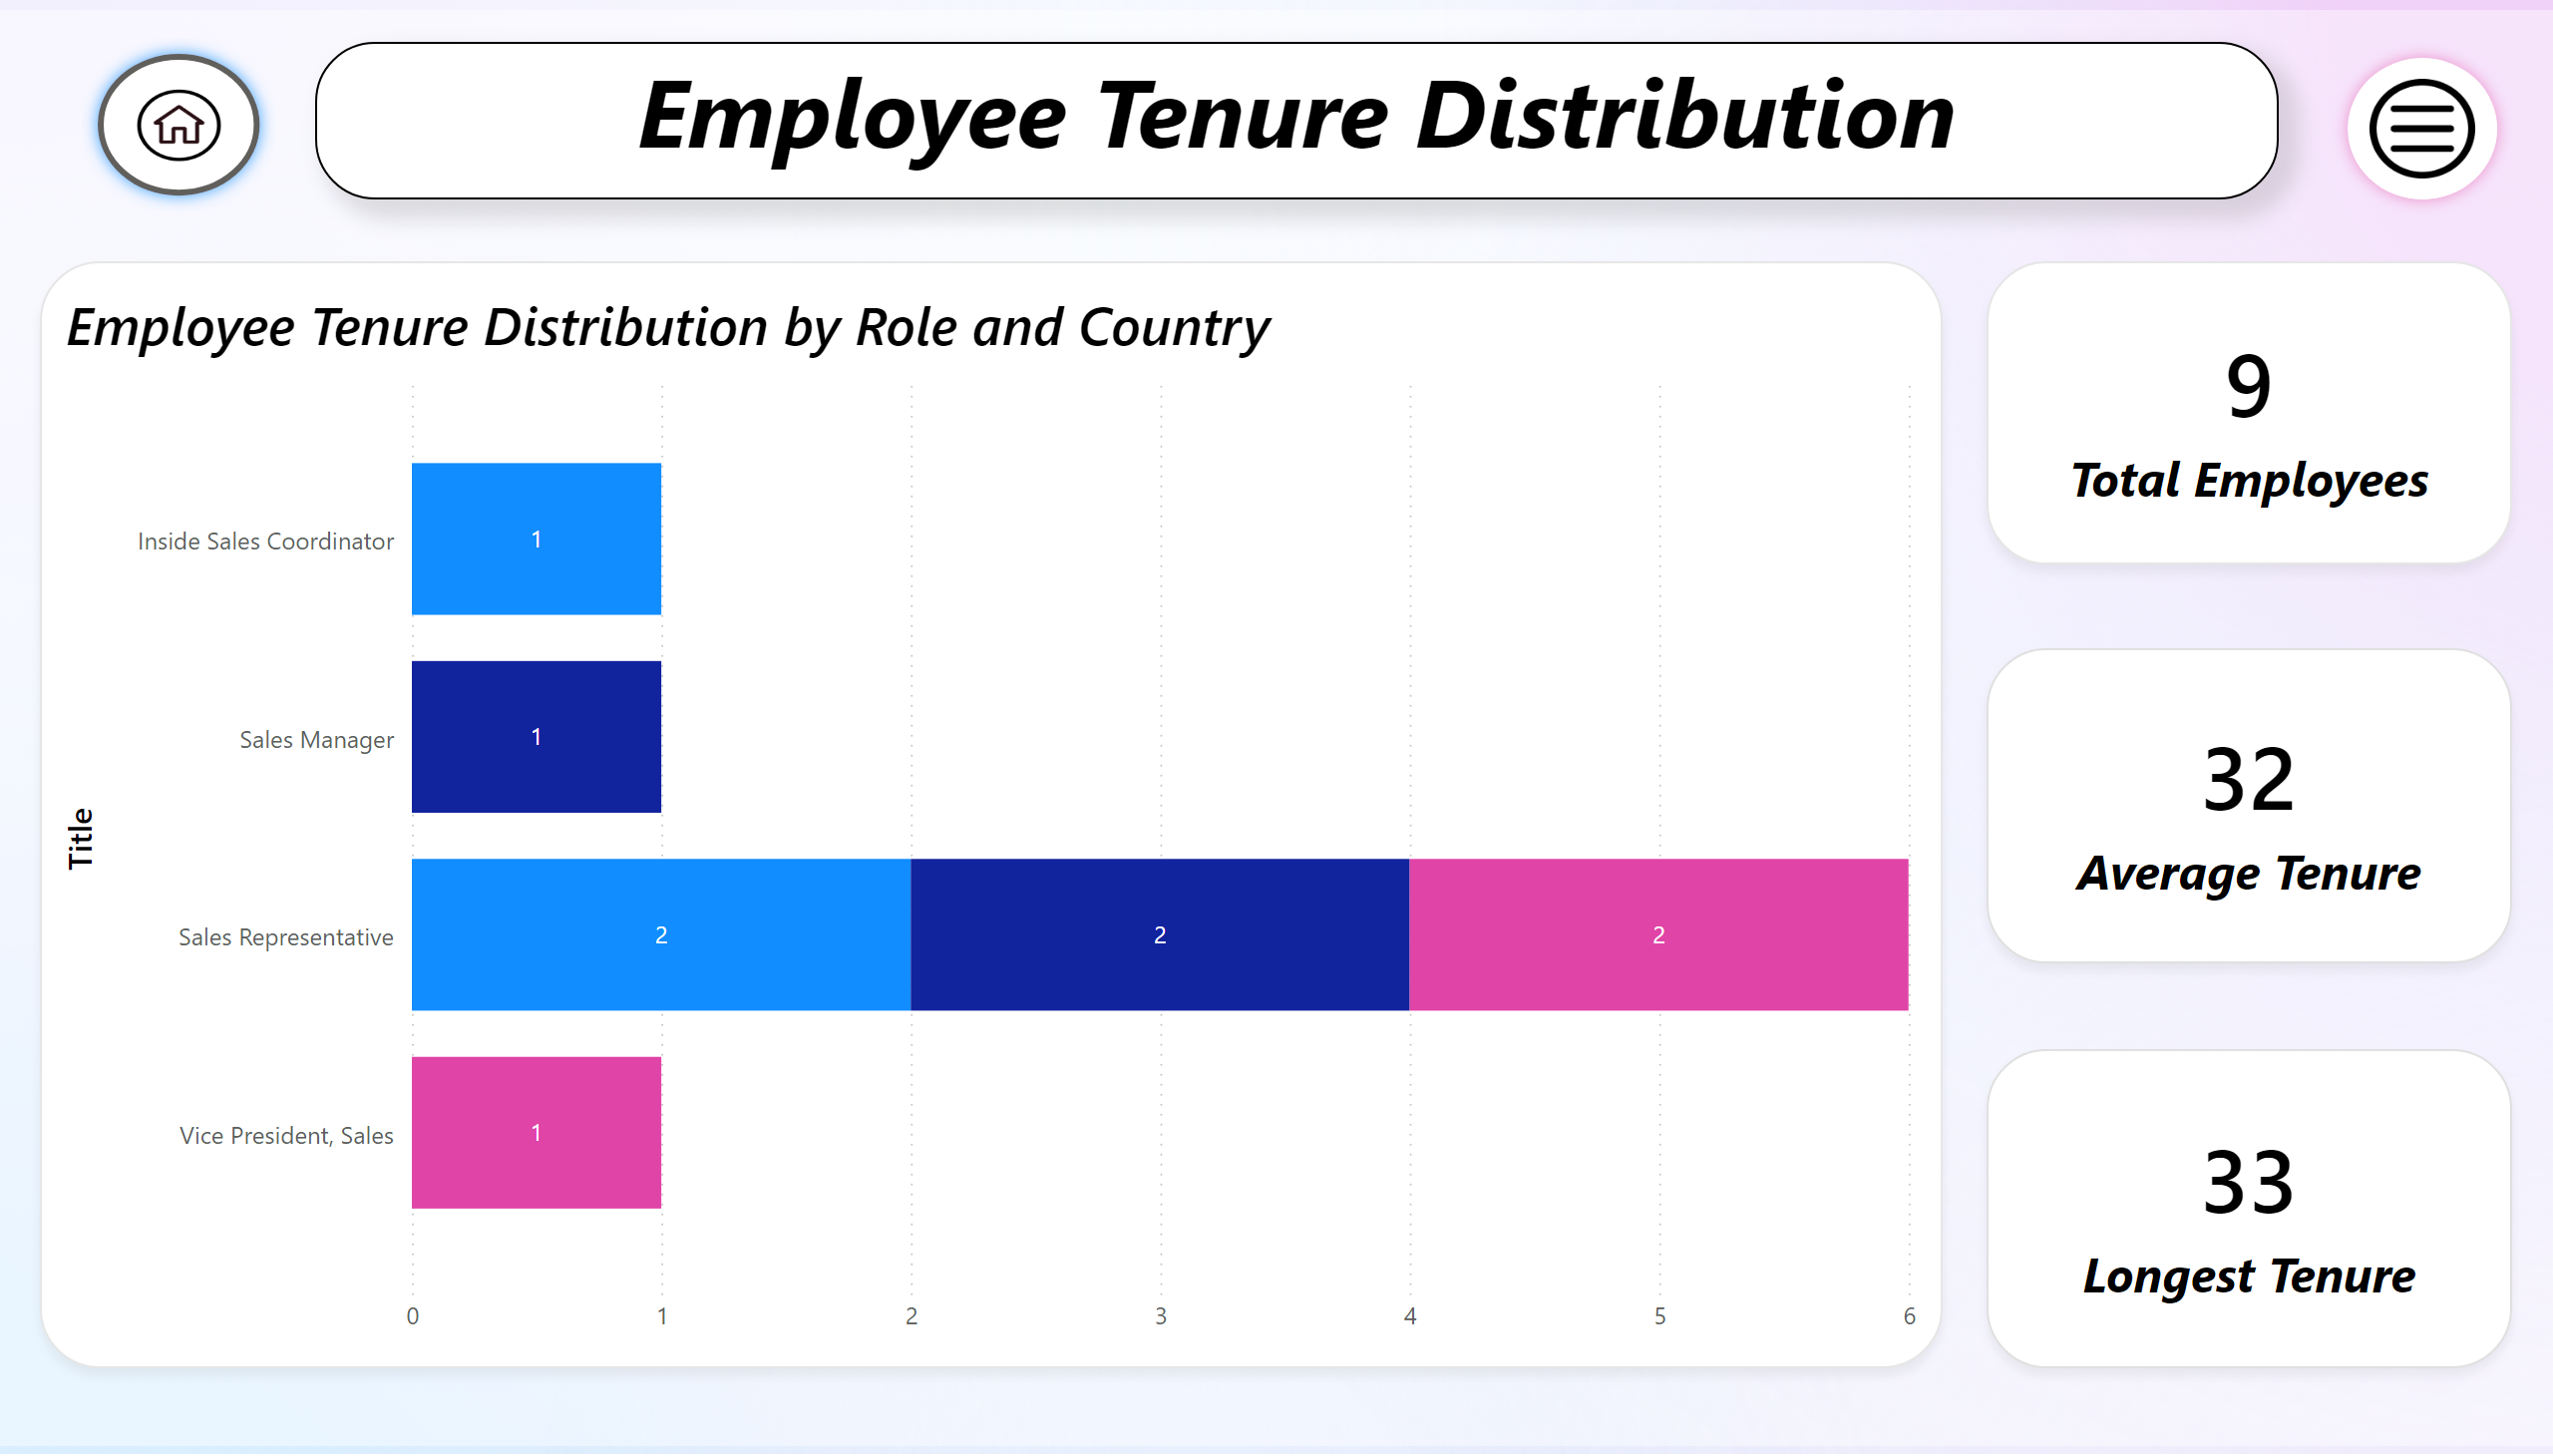 Employee Tenure Distribution
Employee Tenure Distribution by Role and Country
Title
Inside Sales Coordinator
1
Sales Manager
1
Sales Representative
2 2 2
Vice President, Sales
1
0 1 2 3 4 5 6
9
Total Employees
32
Average Tenure
33
Longest Tenure